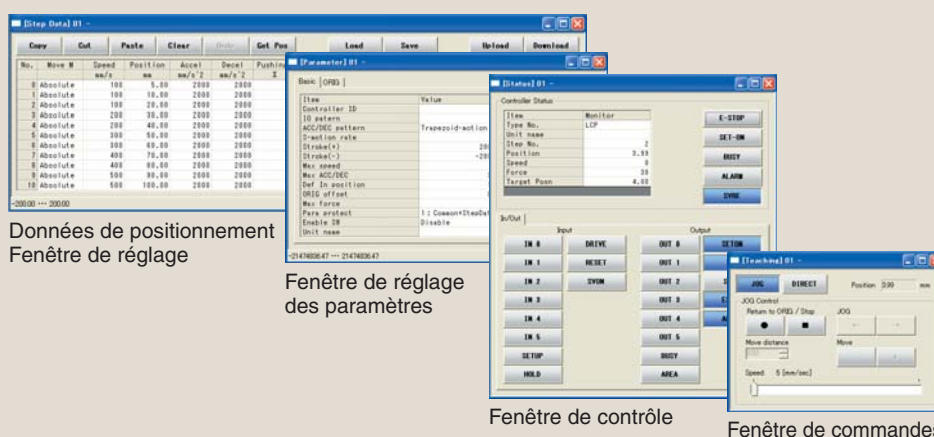 [Step Data] 01 -
Copy Cut Paste Clear Undo Get Pos Load Save Upload Download
No. Move M Speed Position Accel Decel Pushing
mm/s mm mm/s^2 mm/s^2
0 Absolute 100 5.00 2000 2000
1 Absolute 100 10.00 2000 2000
2 Absolute 100 20.00 2000 2000
3 Absolute 200 30.00 2000 2000
4 Absolute 200 40.00 2000 2000
5 Absolute 300 50.00 2000 2000
6 Absolute 300 60.00 2000 2000
7 Absolute 400 70.00 2000 2000
8 Absolute 400 80.00 2000 2000
9 Absolute 500 90.00 2000 2000
10 Absolute 500 100.00 2000 2000
-200.00 --- 200.00
Données de positionnement
Fenêtre de réglage
[Parameter] 01 -
Basic ORIG
Item Value
Controller ID
IO patern
ACC/DEC pattern Trapezoid-motion
S-motion rate
Stroke(+)
Stroke(-)
Max speed
Max ACC/DEC
Def In position
ORIG offset
Max force
Para protect 1 : Common+StepDat
Enable SW Disable
Unit name
-2147483647 --- 2147483647
Fenêtre de réglage
des paramètres
[Status] 01 -
Controller Status
Item Monitor
Type No. LCP
Unit name
Step No. 2
Position 3.99
Speed 0
Force 30
Target Posn 4.00
E-STOP
SET-ON
BUSY
ALARM
SVRE
In/Out
Input Output
IN 0 DRIVE OUT 0 SETON
IN 1 RESET OUT 1
IN 2 SVON OUT 2
IN 3 OUT 3
IN 4 OUT 4
IN 5 OUT 5
SETUP BUSY
HOLD AREA
Fenêtre de contrôle
[Teaching] 01 -
JOG DIRECT Position 3.99 mm
JOG Control
Return to ORIG / Stop JOG
Move distance Move
Speed 5 [mm/sec]
Fenêtre de commandes